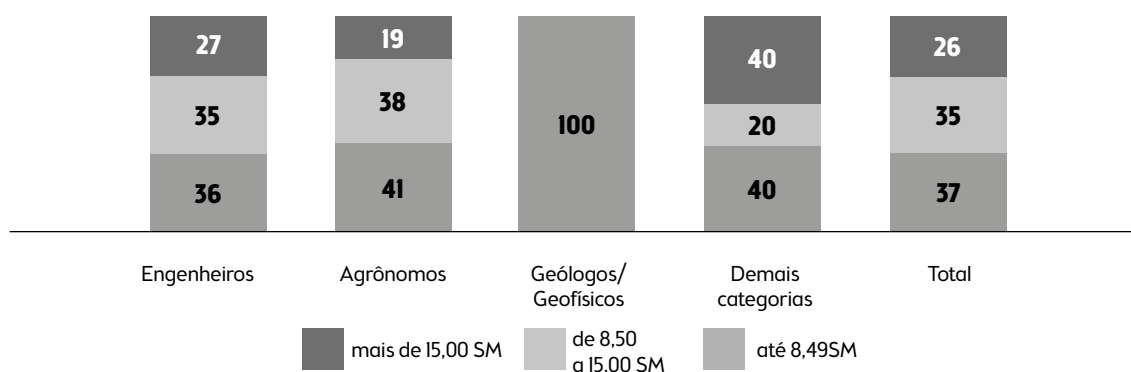 27
19
40
26
35
38
100
20
35
36
41
40
37
Engenheiros
Agrônomos
Geólogos/
Geofísicos
Demais
categorias
Total
mais de 15,00 SM
de 8,50
a 15,00 SM
até 8,49SM